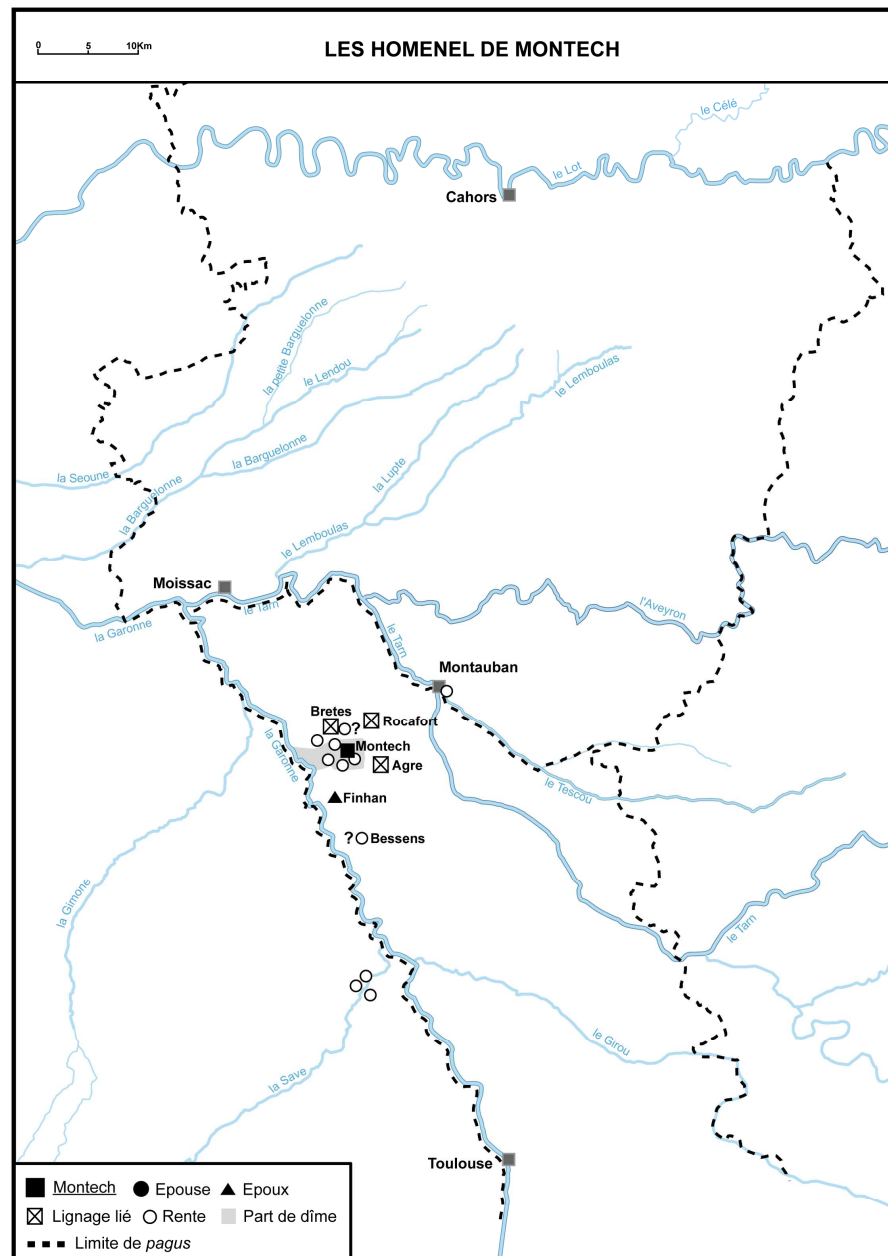 0 5 10Km
LES HOMENEL DE MONTECH
le Célé
le Lot
Cahors
la petite Barguelonne
le Lendou
le Lemboulas
la Barguelonne
la Lupte
la Seoune
la Barguelonne
le Lemboulas
Moissac
le Tarn
la Garonne
l'Aveyron
le Tarn
Montauban
Bretes
?
Rocafort
Montech
la Garonne
Agre
le Tescou
Finhan
? Bessens
la Gimone
le Tarn
le Girou
la Save
Toulouse
Montech Epouse Epoux
Lignage lié Rente Part de dîme
Limite de pagus